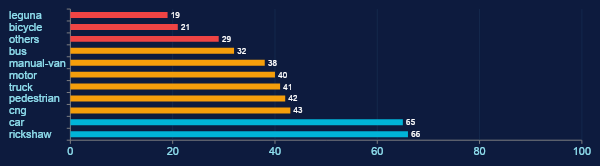 leguna 19
bicycle 21
others 29
bus 32
manual-van 38
motor 40
truck 41
pedestrian 42
cng 43
car 65
rickshaw 66
0 20 40 60 80 100